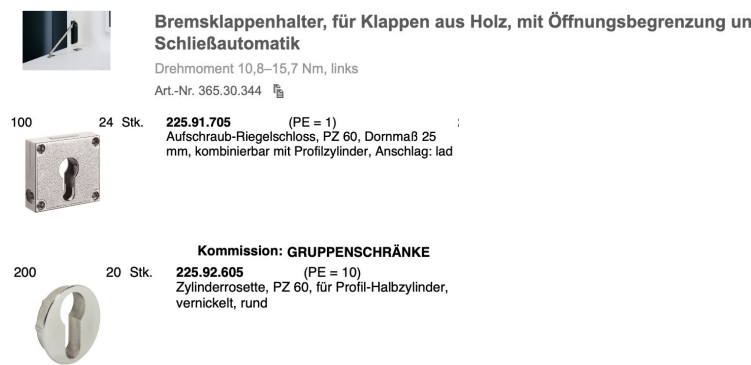 Bremsklappenhalter, für Klappen aus Holz, mit Öffnungsbegrenzung un
Schließautomatik
Drehmoment 10,8–15,7 Nm, links
Art.-Nr. 365.30.344
100 24 Stk. 225.91.705 (PE = 1)
Aufschraub-Riegelschloss, PZ 60, Dornmaß 25
mm, kombinierbar mit Profilzylinder, Anschlag: lad
Kommission: GRUPPENSCHRÄNKE
200 20 Stk. 225.92.605 (PE = 10)
Zylinderrosette, PZ 60, für Profil-Halbzylinder,
vernickelt, rund